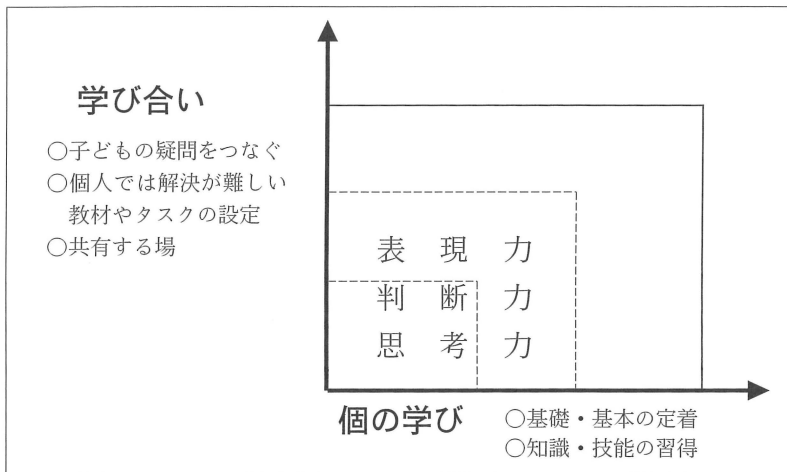 学び合い
○子どもの疑問をつなぐ
○個人では解決が難しい
教材やタスクの設定
○共有する場
表現力
判断力
思考力
個の学び
○基礎・基本の定着
○知識・技能の習得